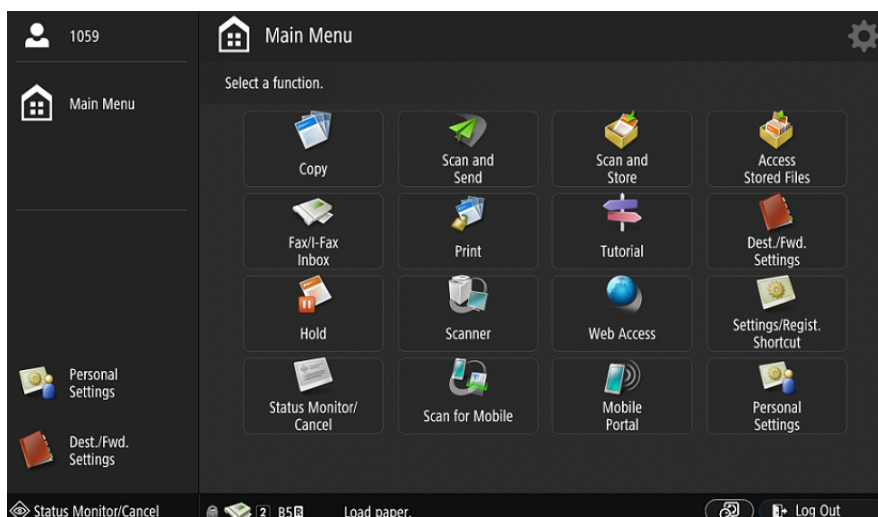 1059
Main Menu
Main Menu
Select a function.
Copy
Scan and
Send
Scan and
Store
Access
Stored Files
Fax/I-Fax
Inbox
Print
Tutorial
Dest./Fwd.
Settings
Hold
Scanner
Web Access
Settings/Regist.
Shortcut
Status Monitor/
Cancel
Scan for Mobile
Mobile
Portal
Personal
Settings
Personal
Settings
Dest./Fwd.
Settings
Status Monitor/Cancel
2 B5R Load paper.
Log Out